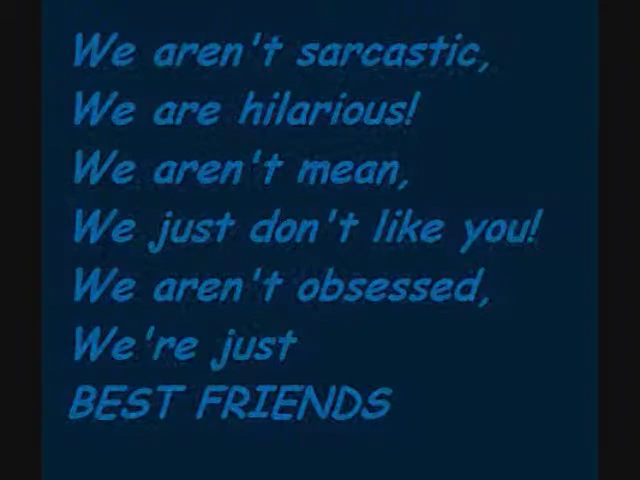 We aren't sarcastic,
We are hilarious!
We aren't mean,
We just don't like you!
We aren't obsessed,
We're just
BEST FRIENDS